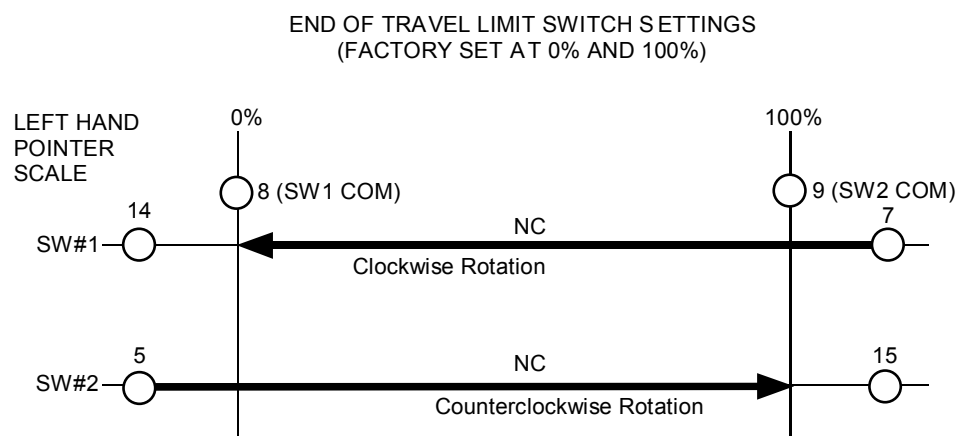 END OF TRAVEL LIMIT SWITCH SETTINGS
(FACTORY SET AT 0% AND 100%)
LEFT HAND
POINTER
SCALE
0%
100%
8 (SW1 COM)
9 (SW2 COM)
14
7
SW#1
NC
Clockwise Rotation
5
15
SW#2
NC
Counterclockwise Rotation